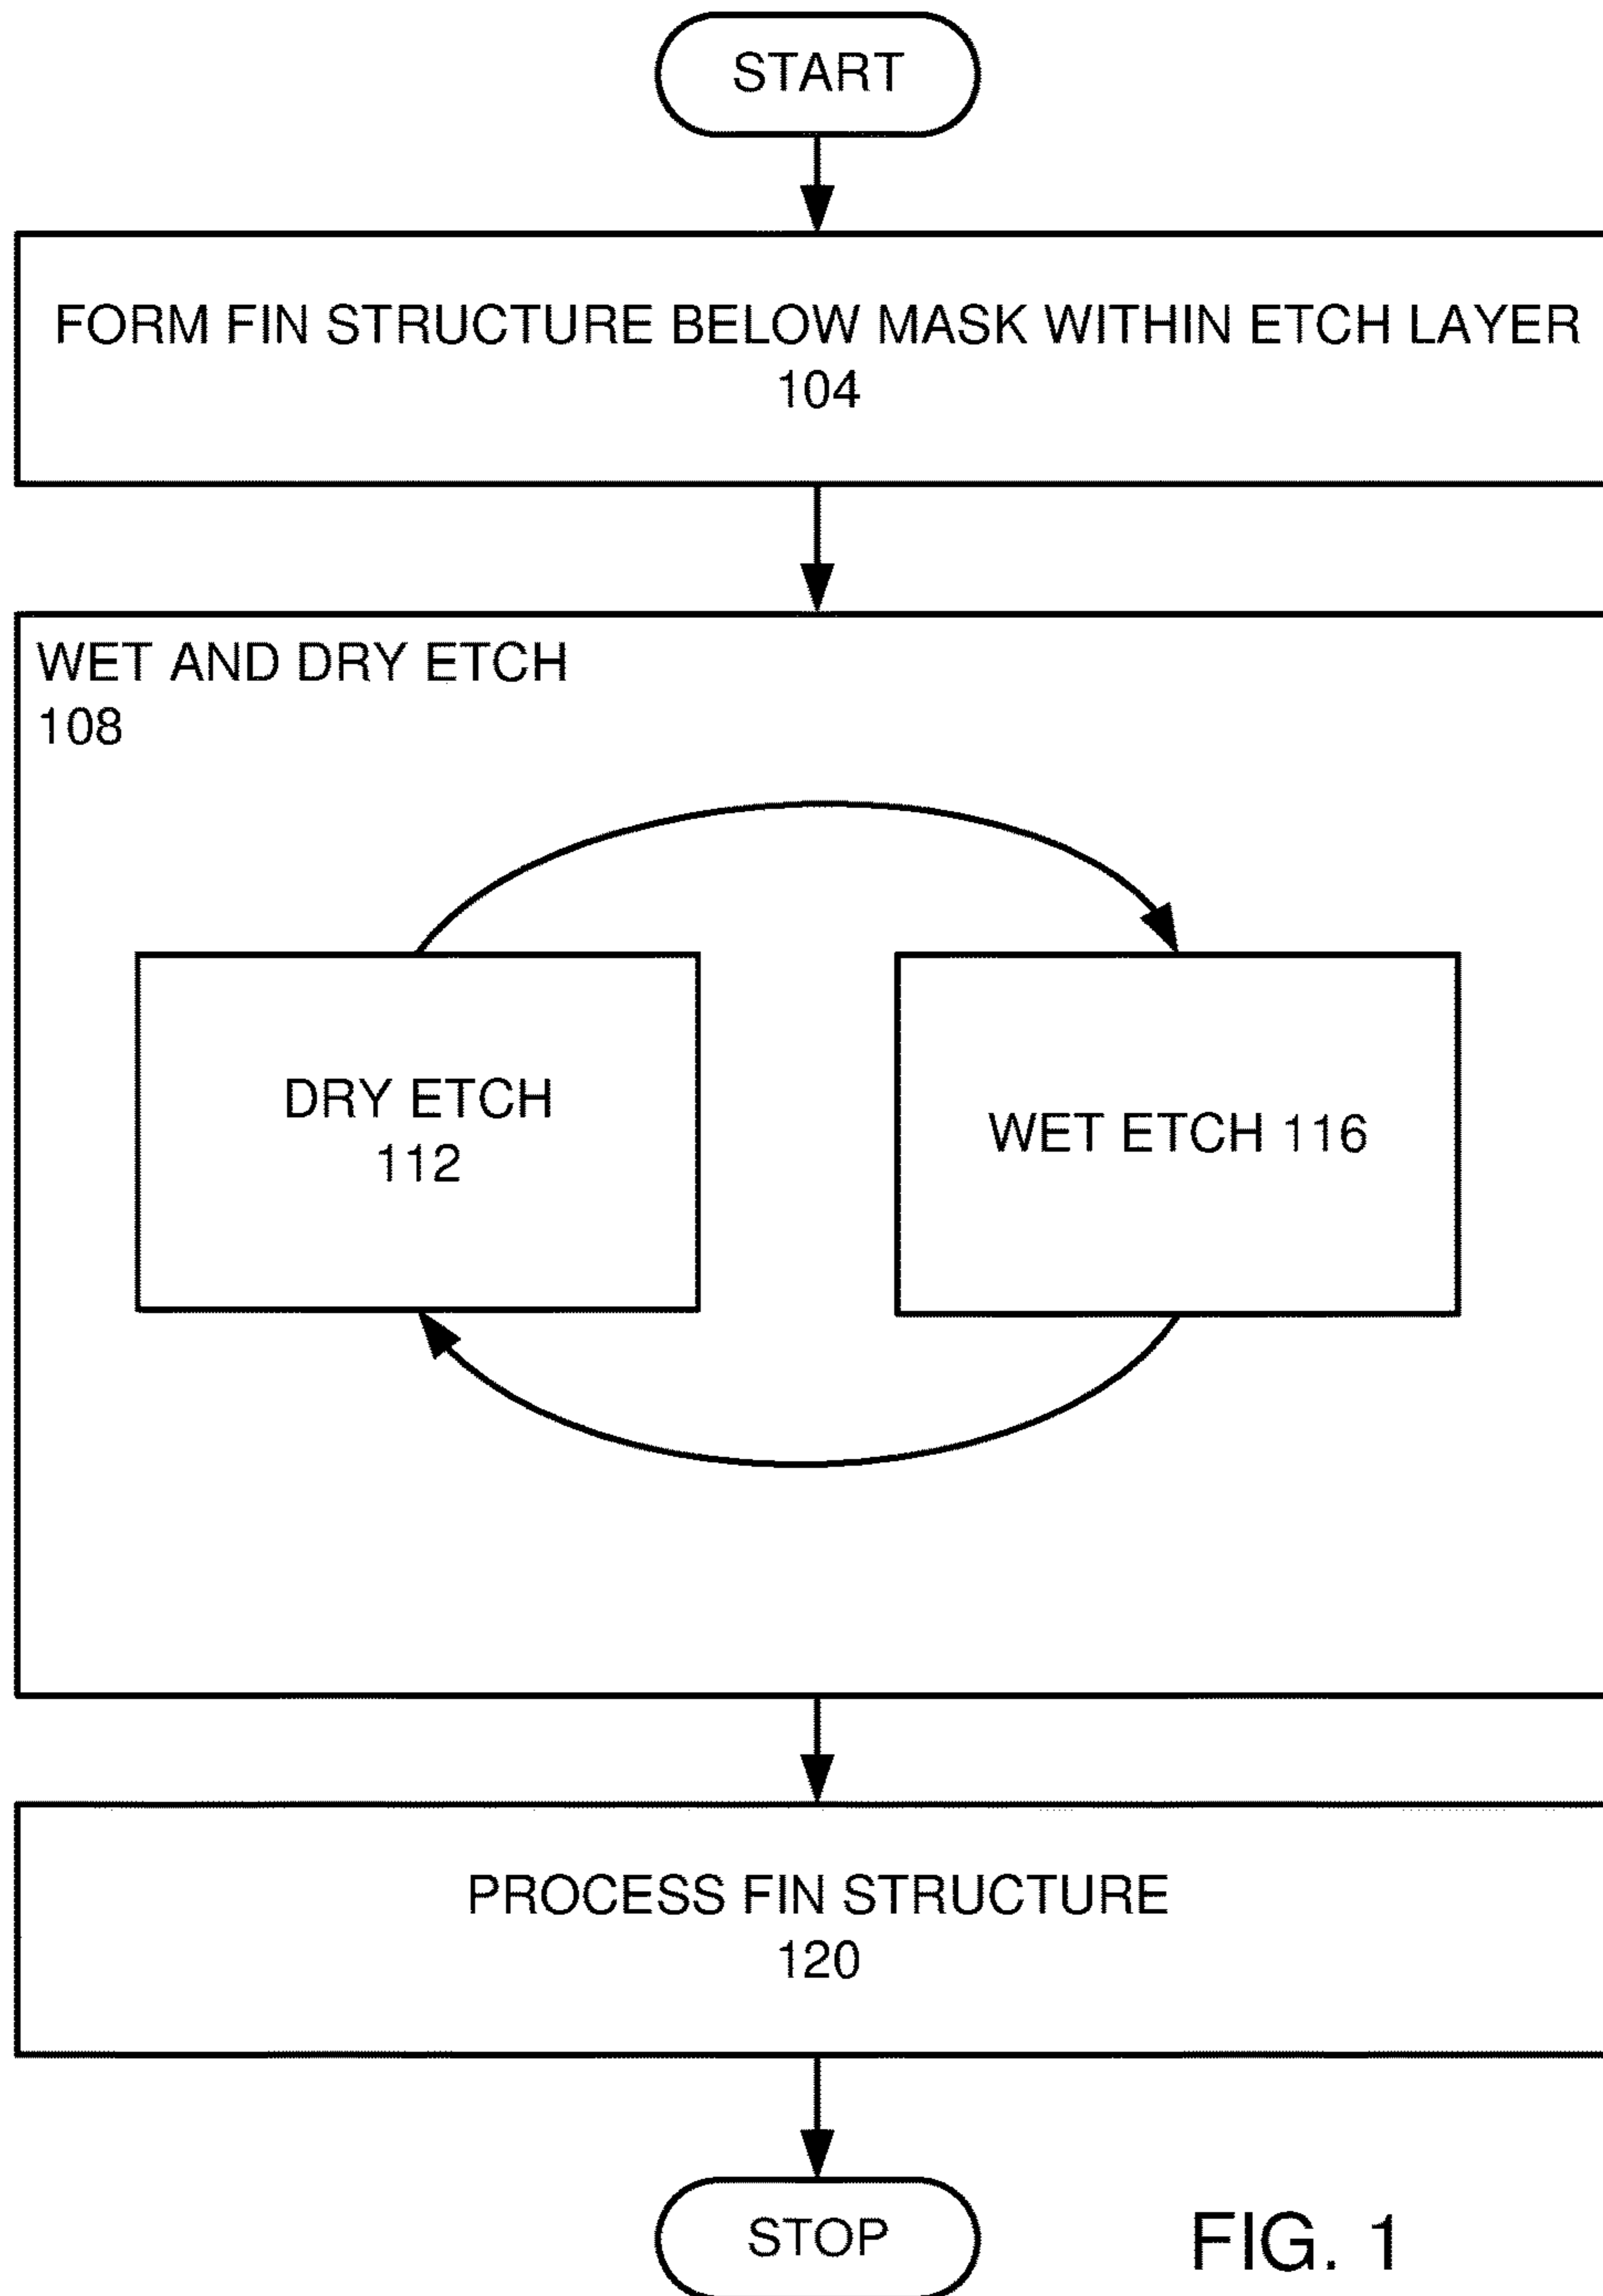 START
FORM FIN STRUCTURE BELOW MASK WITHIN ETCH LAYER
104
WET AND DRY ETCH
108
DRY ETCH
112
WET ETCH 116
PROCESS FIN STRUCTURE
120
STOP
FIG. 1